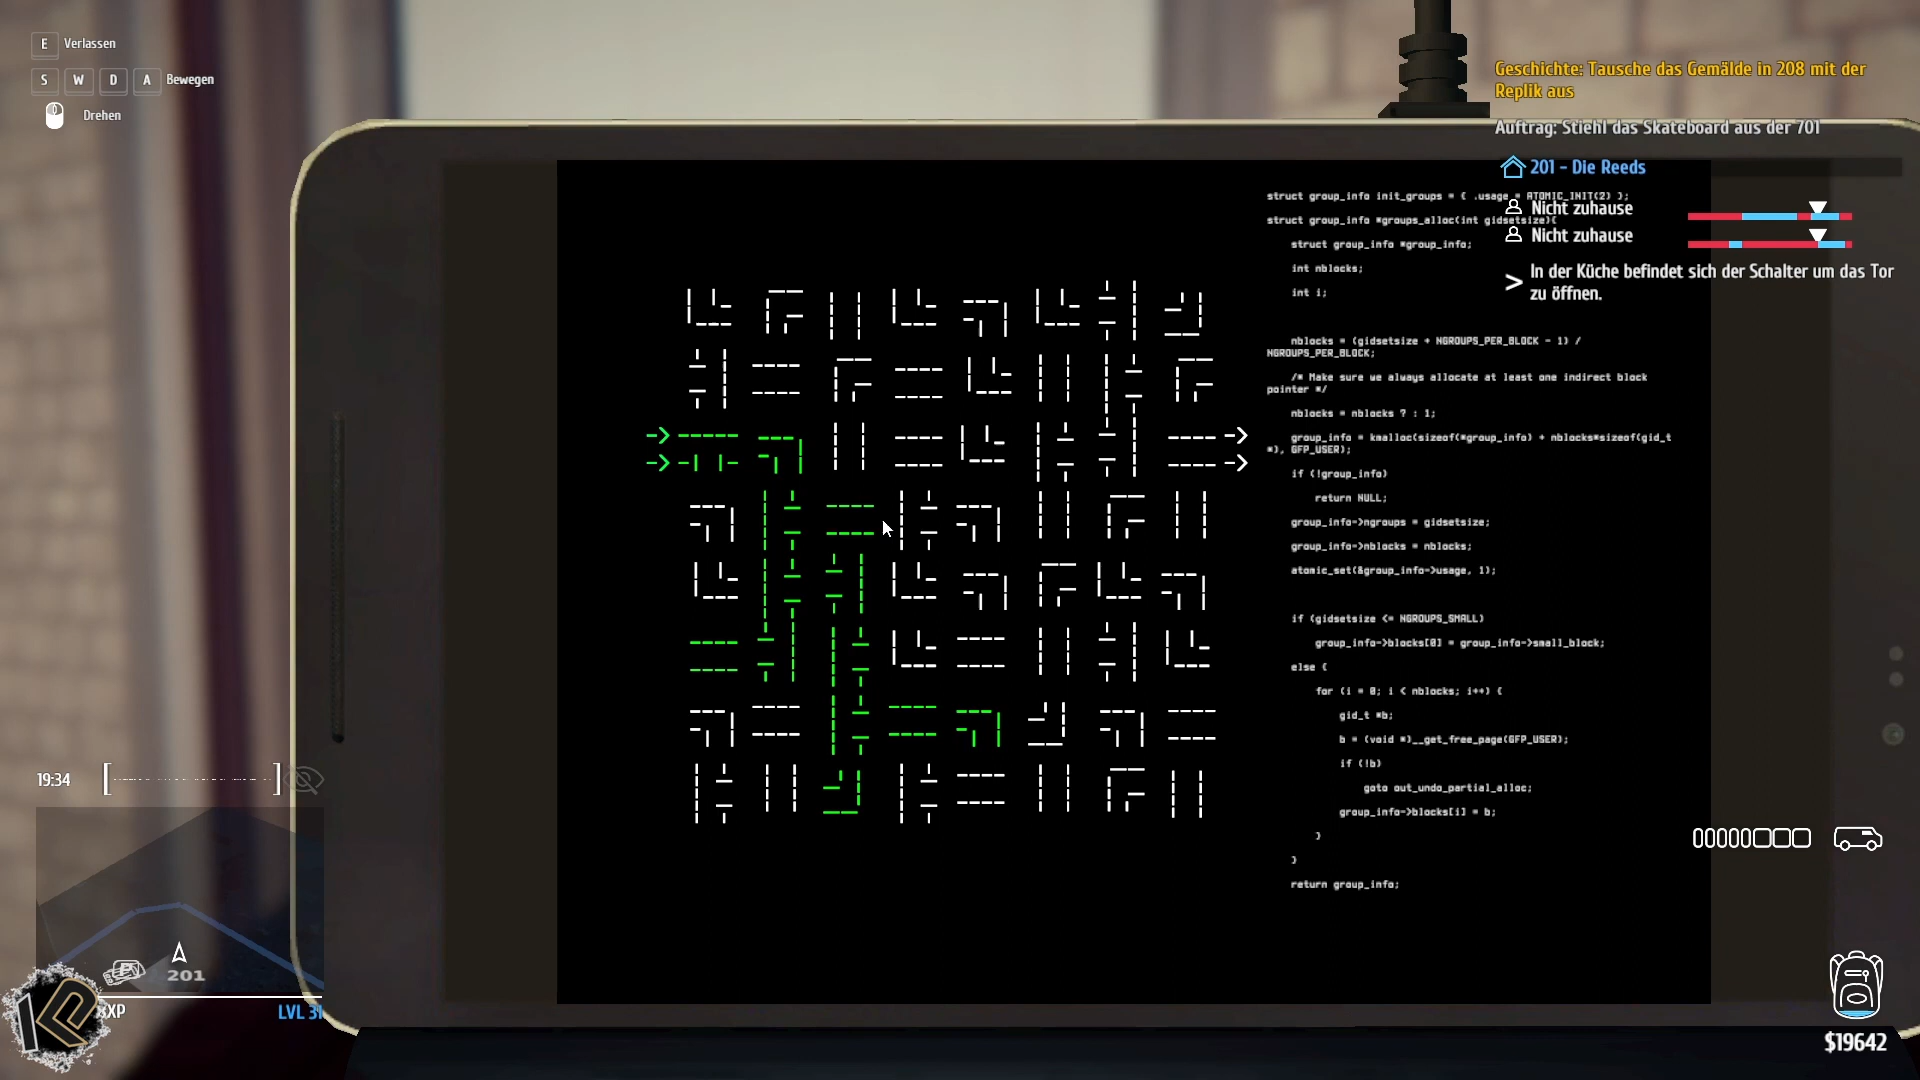 E Verlassen
S W D A Bewegen
Drehen
Geschichte: Tausche das Gemälde in 208 mit der
Replik aus
Auftrag: Stiehl das Skateboard aus der 701
201 - Die Reeds
Nicht zuhause
Nicht zuhause
> In der Küche befindet sich der Schalter um das Tor
zu öffnen.
struct group_info init_groups = { .usage = ATOMIC_INIT(2) };
struct group_info *groups_alloc(int gidsetsize){
struct group_info *group_info;
int nblocks;
int i;
nblocks = (gidsetsize + NGROUPS_PER_BLOCK - 1) /
NGROUPS_PER_BLOCK;
/* Make sure we always allocate at least one indirect block
pointer */
nblocks = nblocks ? : 1;
group_info = kmalloc(sizeof(*group_info) + nblocks*sizeof(gid_t
*), GFP_USER);
if (!group_info)
return NULL;
group_info->ngroups = gidsetsize;
group_info->nblocks = nblocks;
atomic_set(&group_info->usage, 1);
if (gidsetsize <= NGROUPS_SMALL)
group_info->blocks[0] = group_info->small_block;
else {
for (i = 0; i < nblocks; i++) {
gid_t *b;
b = (void *)__get_free_page(GFP_USER);
if (!b)
goto out_undo_partial_alloc;
group_info->blocks[i] = b;
}
}
return group_info;
19:34
P
201
XP
LVL 31
$19642